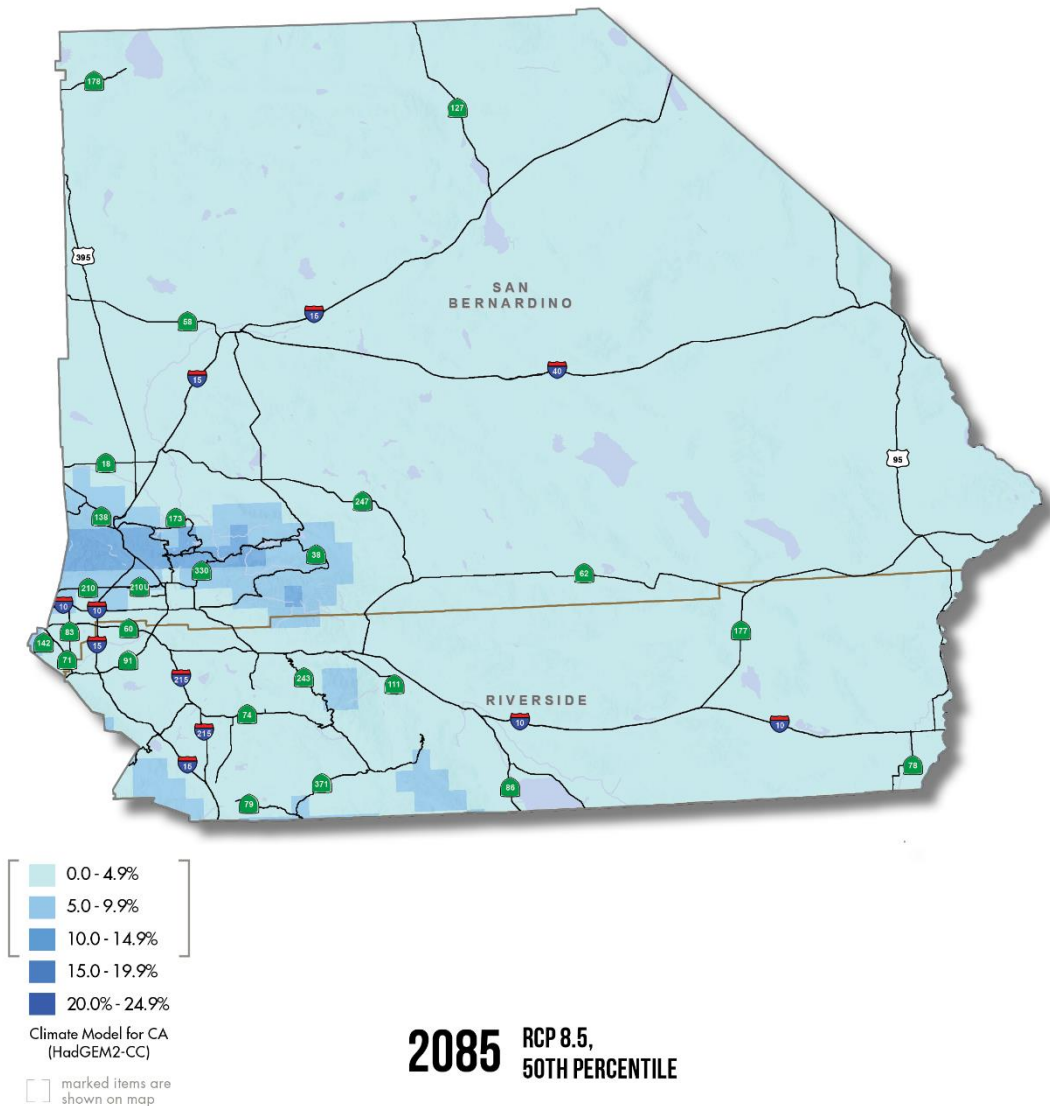 178
127
395
SAN
BERNARDINO
15
58
40
15
95
18
247
138
173
38
330
62
210
210U
10
10
83
60
177
142
15
71
91
215
243
111
RIVERSIDE
74
10
10
215
15
78
371
86
79
0.0 - 4.9%
5.0 - 9.9%
10.0 - 14.9%
15.0 - 19.9%
20.0% - 24.9%
Climate Model for CA
(HadGEM2-CC)
marked items are
shown on map
2085
RCP 8.5,
50TH PERCENTILE